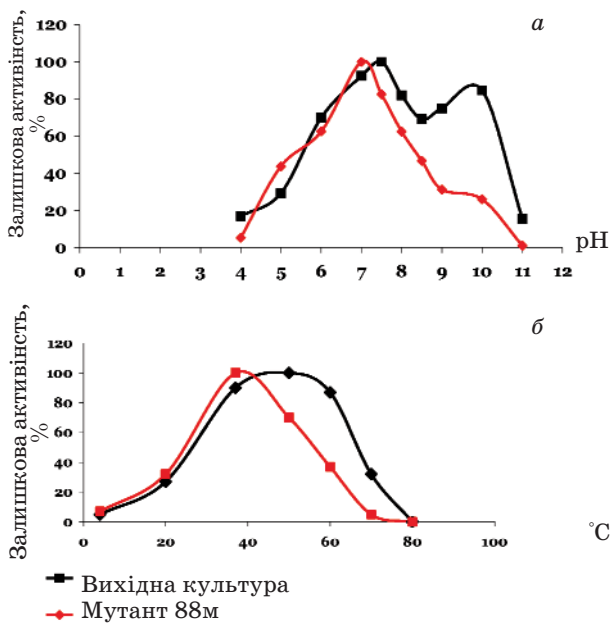 а
Залишкова активінсть,
%
120
100
80
60
40
20
0
0 1 2 3 4 5 6 7 8 9 10 11 12
pH
б
Залишкова активінсть,
%
120
100
80
60
40
20
0
0 20 40 60 80 100
°C
Вихідна культура
Мутант 88м